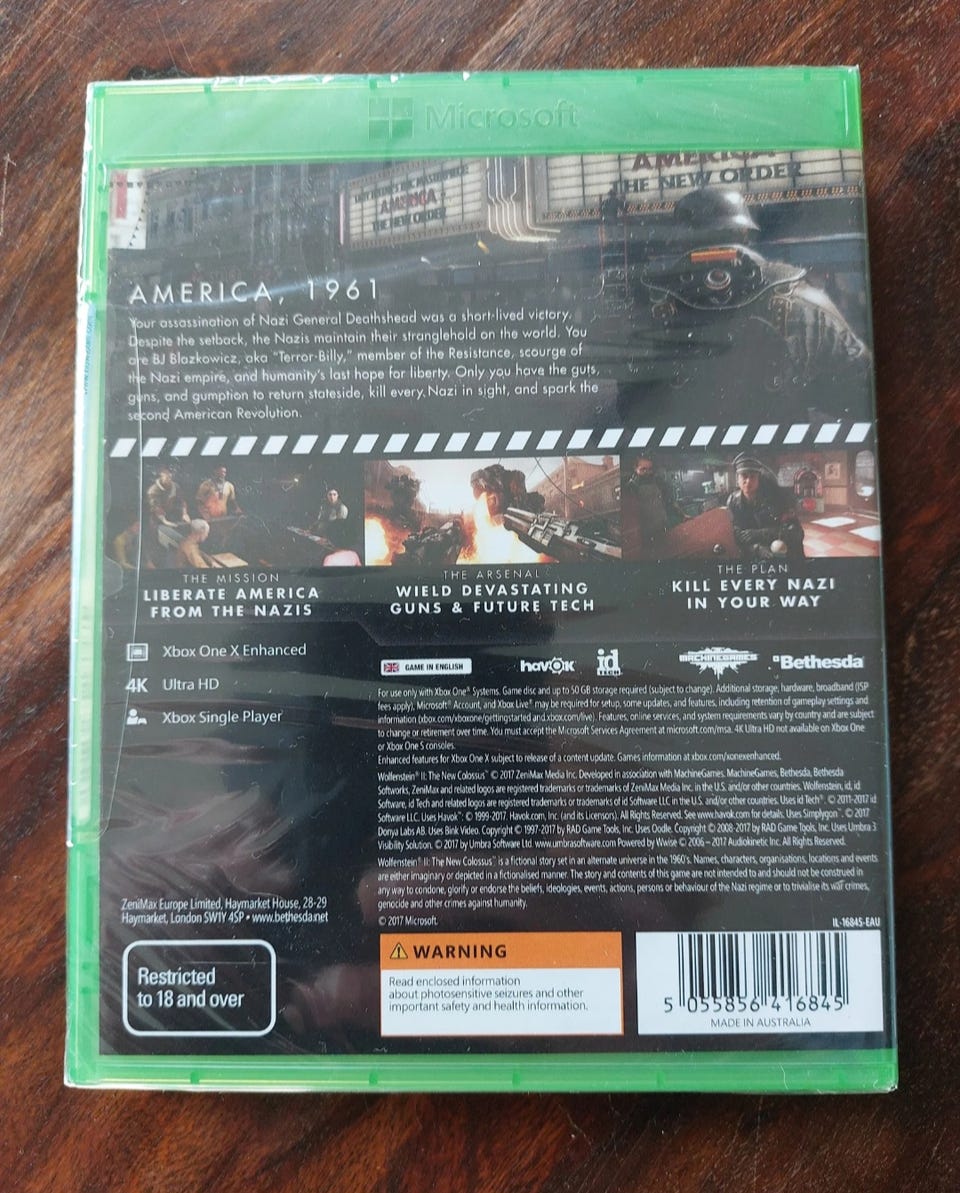 Microsoft
AMERICA
THE NEW ORDER
AMERICA
THE NEW ORDER
AMERICA, 1961
Your assassination of Nazi General Deathshead was a short-lived victory.
Despite the setback, the Nazis maintain their stranglehold on the world. You
are BJ Blazkowicz, aka "Terror-Billy," member of the Resistance, scourge of
the Nazi empire, and humanity's last hope for liberty. Only you have the guts,
guns, and gumption to return stateside, kill every Nazi in sight, and spark the
second American Revolution.
THE MISSION
LIBERATE AMERICA
FROM THE NAZIS
THE ARSENAL
WIELD DEVASTATING
GUNS & FUTURE TECH
THE PLAN
KILL EVERY NAZI
IN YOUR WAY
Xbox One X Enhanced
4K Ultra HD
Xbox Single Player
GAME IN ENGLISH
havok
id
TECH
MACHINEGAMES
Bethesda
For use only with Xbox One® Systems. Game disc and up to 50 GB storage required (subject to change). Additional storage, hardware, broadband (ISP
fees apply), Microsoft® Account, and Xbox Live® may be required for setup, some updates, and features, including retention of gameplay settings and
information (xbox.com/xboxone/gettingstarted and xbox.com/live). Features, online services, and system requirements vary by country and are subject
to change or retirement over time. You must accept the Microsoft Services Agreement at microsoft.com/msa. 4K Ultra HD not available on Xbox One
or Xbox One S consoles.
Enhanced features for Xbox One X subject to release of a content update. Games information at xbox.com/xonexenhanced.
Wolfenstein® II: The New Colossus™ © 2017 ZeniMax Media Inc. Developed in association with MachineGames. MachineGames, Bethesda, Bethesda
Softworks, ZeniMax and related logos are registered trademarks or trademarks of ZeniMax Media Inc. in the U.S. and/or other countries. Wolfenstein, id, id
Software, id Tech and related logos are registered trademarks or trademarks of id Software LLC in the U.S. and/or other countries. Uses id Tech®. © 2011-2017 id
Software LLC. Uses Havok™: © 1999-2017. Havok.com, Inc. (and its Licensors). All Rights Reserved. See www.havok.com for details. Uses Simplygon™. © 2017
Donya Labs AB. Uses Bink Video. Copyright © 1997-2017 by RAD Game Tools, Inc. Uses Oodle. Copyright © 2008-2017 by RAD Game Tools, Inc. Uses Umbra 3
Visibility Solution. © 2017 by Umbra Software Ltd. www.umbrasoftware.com Powered by Wwise © 2006 – 2017 Audiokinetic Inc. All Rights Reserved.
Wolfenstein® II: The New Colossus™ is a fictional story set in an alternate universe in the 1960's. Names, characters, organisations, locations and events
are either imaginary or depicted in a fictionalised manner. The story and contents of this game are not intended to and should not be construed in
any way to condone, glorify or endorse the beliefs, ideologies, events, actions, persons or behaviour of the Nazi regime or to trivialise its war crimes,
genocide and other crimes against humanity.
© 2017 Microsoft.
IL-16845-EAU
ZeniMax Europe Limited, Haymarket House, 28-29
Haymarket, London SW1Y 4SP • www.bethesda.net
Restricted
to 18 and over
WARNING
Read enclosed information
about photosensitive seizures and other
important safety and health information.
5 055856 416845
MADE IN AUSTRALIA